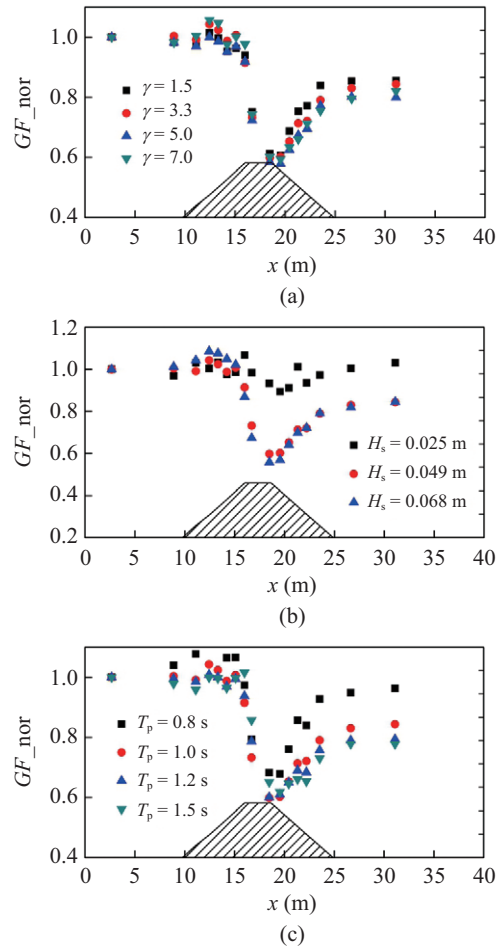 1.0
0.8
0.6
0.4
GF_nor
γ = 1.5
γ = 3.3
γ = 5.0
γ = 7.0
0 5 10 15 20 25 30 35 40
x (m)
(a)
1.2
1.0
0.8
0.6
0.4
0.2
GF_nor
Hs = 0.025 m
Hs = 0.049 m
Hs = 0.068 m
0 5 10 15 20 25 30 35 40
x (m)
(b)
1.0
0.8
0.6
0.4
GF_nor
Tp = 0.8 s
Tp = 1.0 s
Tp = 1.2 s
Tp = 1.5 s
0 5 10 15 20 25 30 35 40
x (m)
(c)